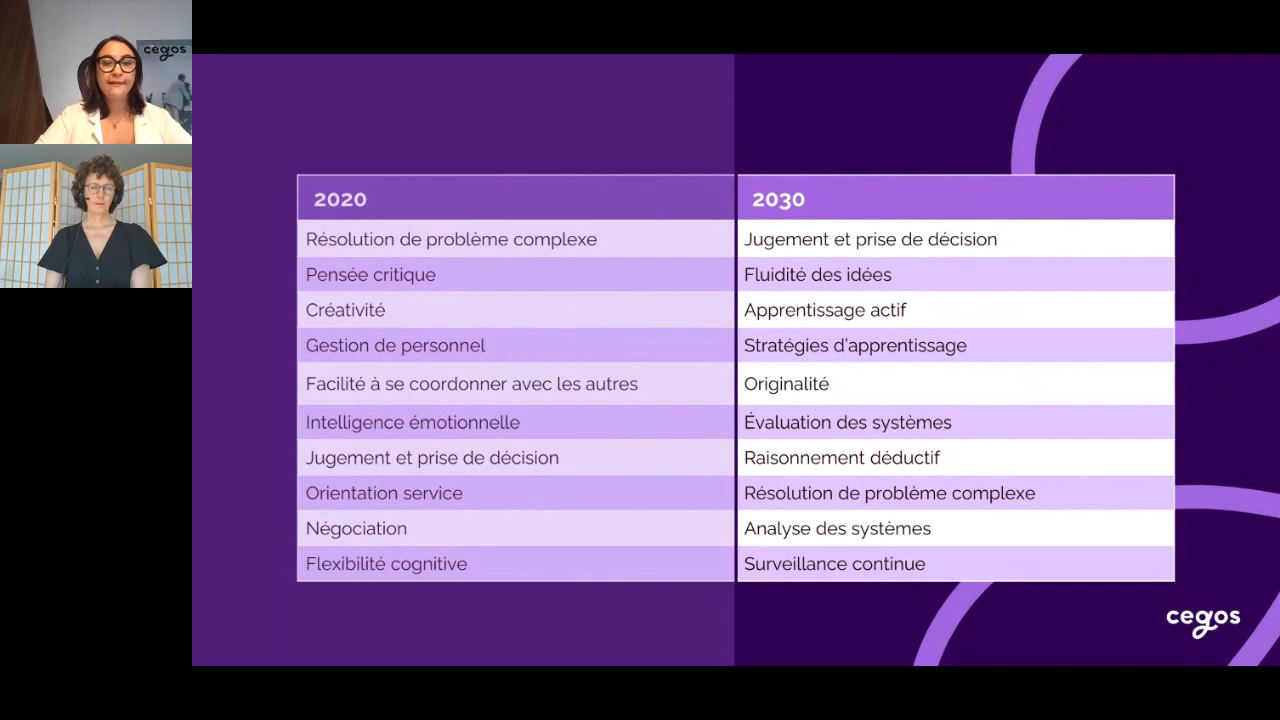 cegos
2020
2030
Résolution de problème complexe
Jugement et prise de décision
Pensée critique
Fluidité des idées
Créativité
Apprentissage actif
Gestion de personnel
Stratégies d'apprentissage
Facilité à se coordonner avec les autres
Originalité
Intelligence émotionnelle
Évaluation des systèmes
Jugement et prise de décision
Raisonnement déductif
Orientation service
Résolution de problème complexe
Négociation
Analyse des systèmes
Flexibilité cognitive
Surveillance continue
cegos